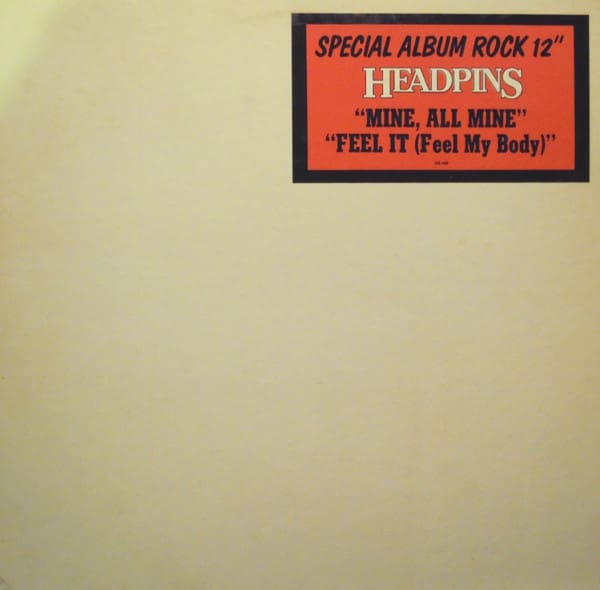 SPECIAL ALBUM ROCK 12"
HEADPINS
"MINE, ALL MINE"
"FEEL IT (Feel My Body)"